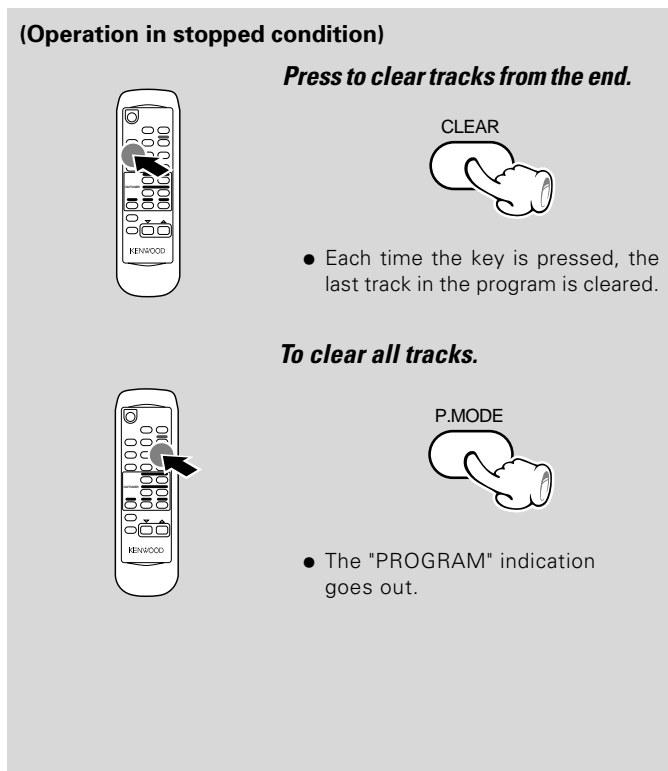 (Operation in stopped condition)
Press to clear tracks from the end.
CLEAR
KENWOOD
● Each time the key is pressed, the
last track in the program is cleared.
To clear all tracks.
P.MODE
KENWOOD
● The "PROGRAM" indication
goes out.